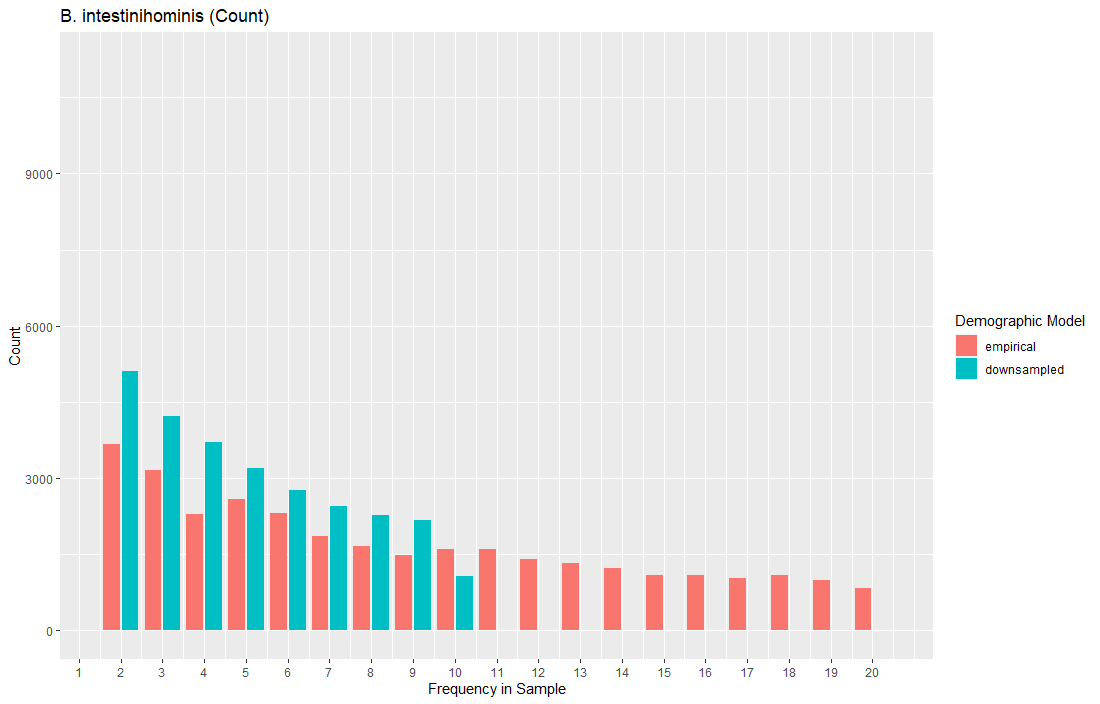 B. intestinihominis (Count)
Count
9000
6000
3000
0
1 2 3 4 5 6 7 8 9 10 11 12 13 14 15 16 17 18 19 20
Frequency in Sample
Demographic Model
empirical
downsampled